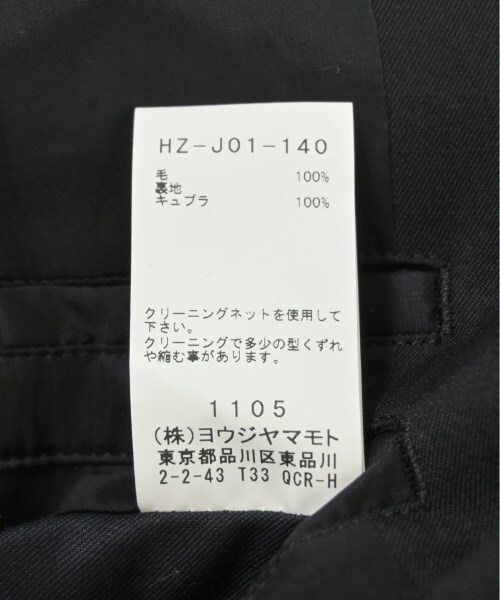 HZ-J01-140
毛 100%
裏地
キュプラ 100%
クリーニングネットを使用して
下さい。
クリーニングで多少の型くずれ
や縮む事があります。
1105
(株)ヨウジヤマモト
東京都品川区東品川
2-2-43 T33 QCR-H